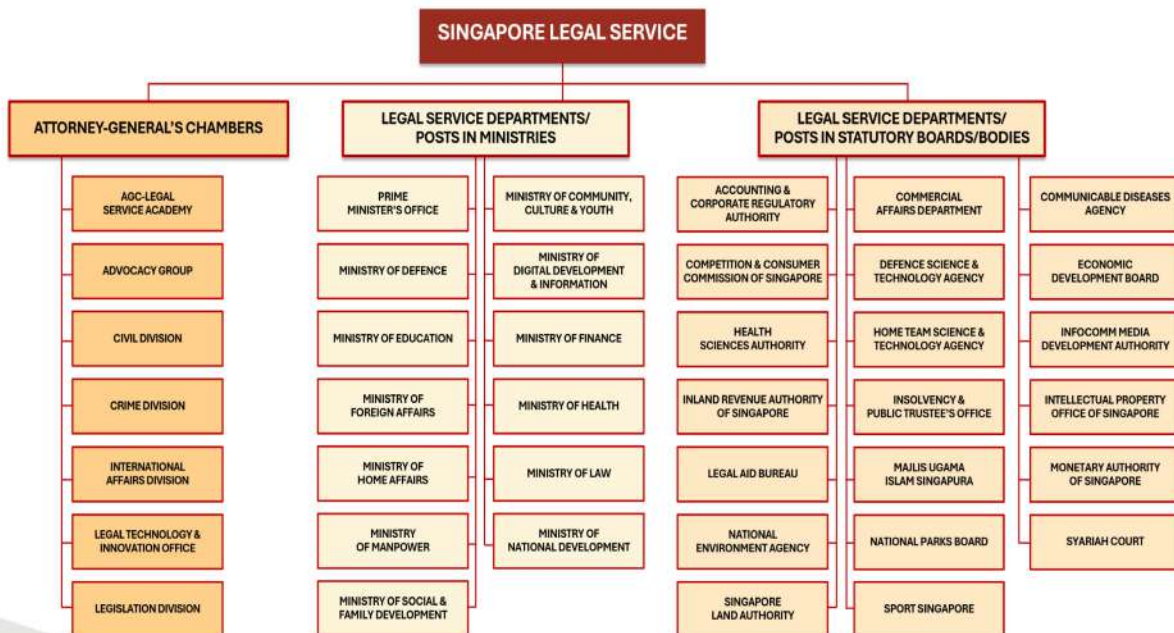 SINGAPORE LEGAL SERVICE
ATTORNEY-GENERAL'S CHAMBERS
AGC-LEGAL
SERVICE ACADEMY
ADVOCACY GROUP
CIVIL DIVISION
CRIME DIVISION
INTERNATIONAL
AFFAIRS DIVISION
LEGAL TECHNOLOGY &
INNOVATION OFFICE
LEGISLATION DIVISION
LEGAL SERVICE DEPARTMENTS/
POSTS IN MINISTRIES
PRIME
MINISTER'S OFFICE
MINISTRY OF DEFENCE
MINISTRY OF EDUCATION
MINISTRY OF
FOREIGN AFFAIRS
MINISTRY OF
HOME AFFAIRS
MINISTRY
OF MANPOWER
MINISTRY OF SOCIAL &
FAMILY DEVELOPMENT
MINISTRY OF COMMUNITY,
CULTURE & YOUTH
MINISTRY OF
DIGITAL DEVELOPMENT
& INFORMATION
MINISTRY OF FINANCE
MINISTRY OF HEALTH
MINISTRY OF LAW
MINISTRY OF
NATIONAL DEVELOPMENT
LEGAL SERVICE DEPARTMENTS/
POSTS IN STATUTORY BOARDS/BODIES
ACCOUNTING &
CORPORATE REGULATORY
AUTHORITY
COMPETITION & CONSUMER
COMMISSION OF SINGAPORE
HEALTH
SCIENCES AUTHORITY
INLAND REVENUE AUTHORITY
OF SINGAPORE
LEGAL AID BUREAU
NATIONAL
ENVIRONMENT AGENCY
SINGAPORE
LAND AUTHORITY
COMMERCIAL
AFFAIRS DEPARTMENT
DEFENCE SCIENCE &
TECHNOLOGY AGENCY
HOME TEAM SCIENCE &
TECHNOLOGY AGENCY
INSOLVENCY &
PUBLIC TRUSTEE'S OFFICE
MAJLIS UGAMA
ISLAM SINGAPURA
NATIONAL PARKS BOARD
SPORT SINGAPORE
COMMUNICABLE DISEASES
AGENCY
ECONOMIC
DEVELOPMENT BOARD
INFOCOMM MEDIA
DEVELOPMENT AUTHORITY
INTELLECTUAL PROPERTY
OFFICE OF SINGAPORE
MONETARY AUTHORITY
OF SINGAPORE
SYARIAH COURT